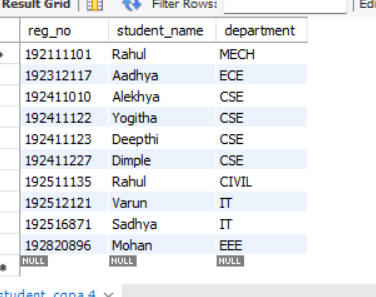 Result Grid Filter Rows: Edi
reg_no student_name department
192111101 Rahul MECH
192312117 Aadhya ECE
192411010 Alekhya CSE
192411122 Yogitha CSE
192411123 Deepthi CSE
192411227 Dimple CSE
192511135 Rahul CIVIL
192512121 Varun IT
192516871 Sadhya IT
192820896 Mohan EEE
NULL NULL NULL
student_cgpa 4